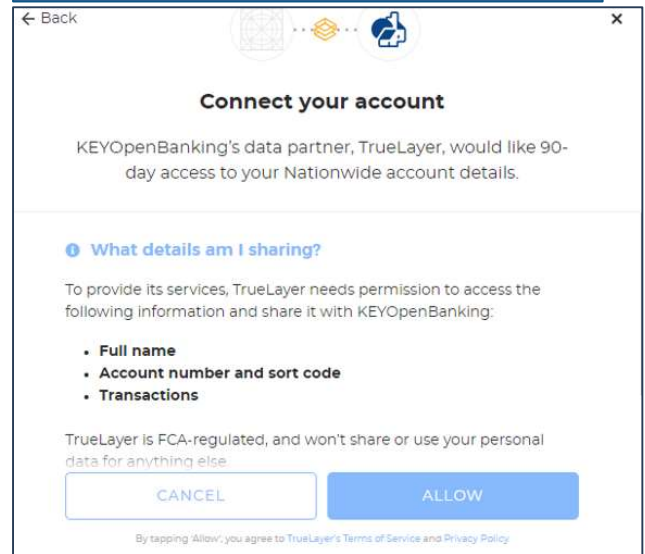 ← Back
×
Connect your account
KEYOpenBanking's data partner, TrueLayer, would like 90-
day access to your Nationwide account details.
What details am I sharing?
To provide its services, TrueLayer needs permission to access the
following information and share it with KEYOpenBanking:
• Full name
• Account number and sort code
• Transactions
TrueLayer is FCA-regulated, and won't share or use your personal
data for anything else
CANCEL
ALLOW
By tapping 'Allow', you agree to TrueLayer's Terms of Service and Privacy Policy